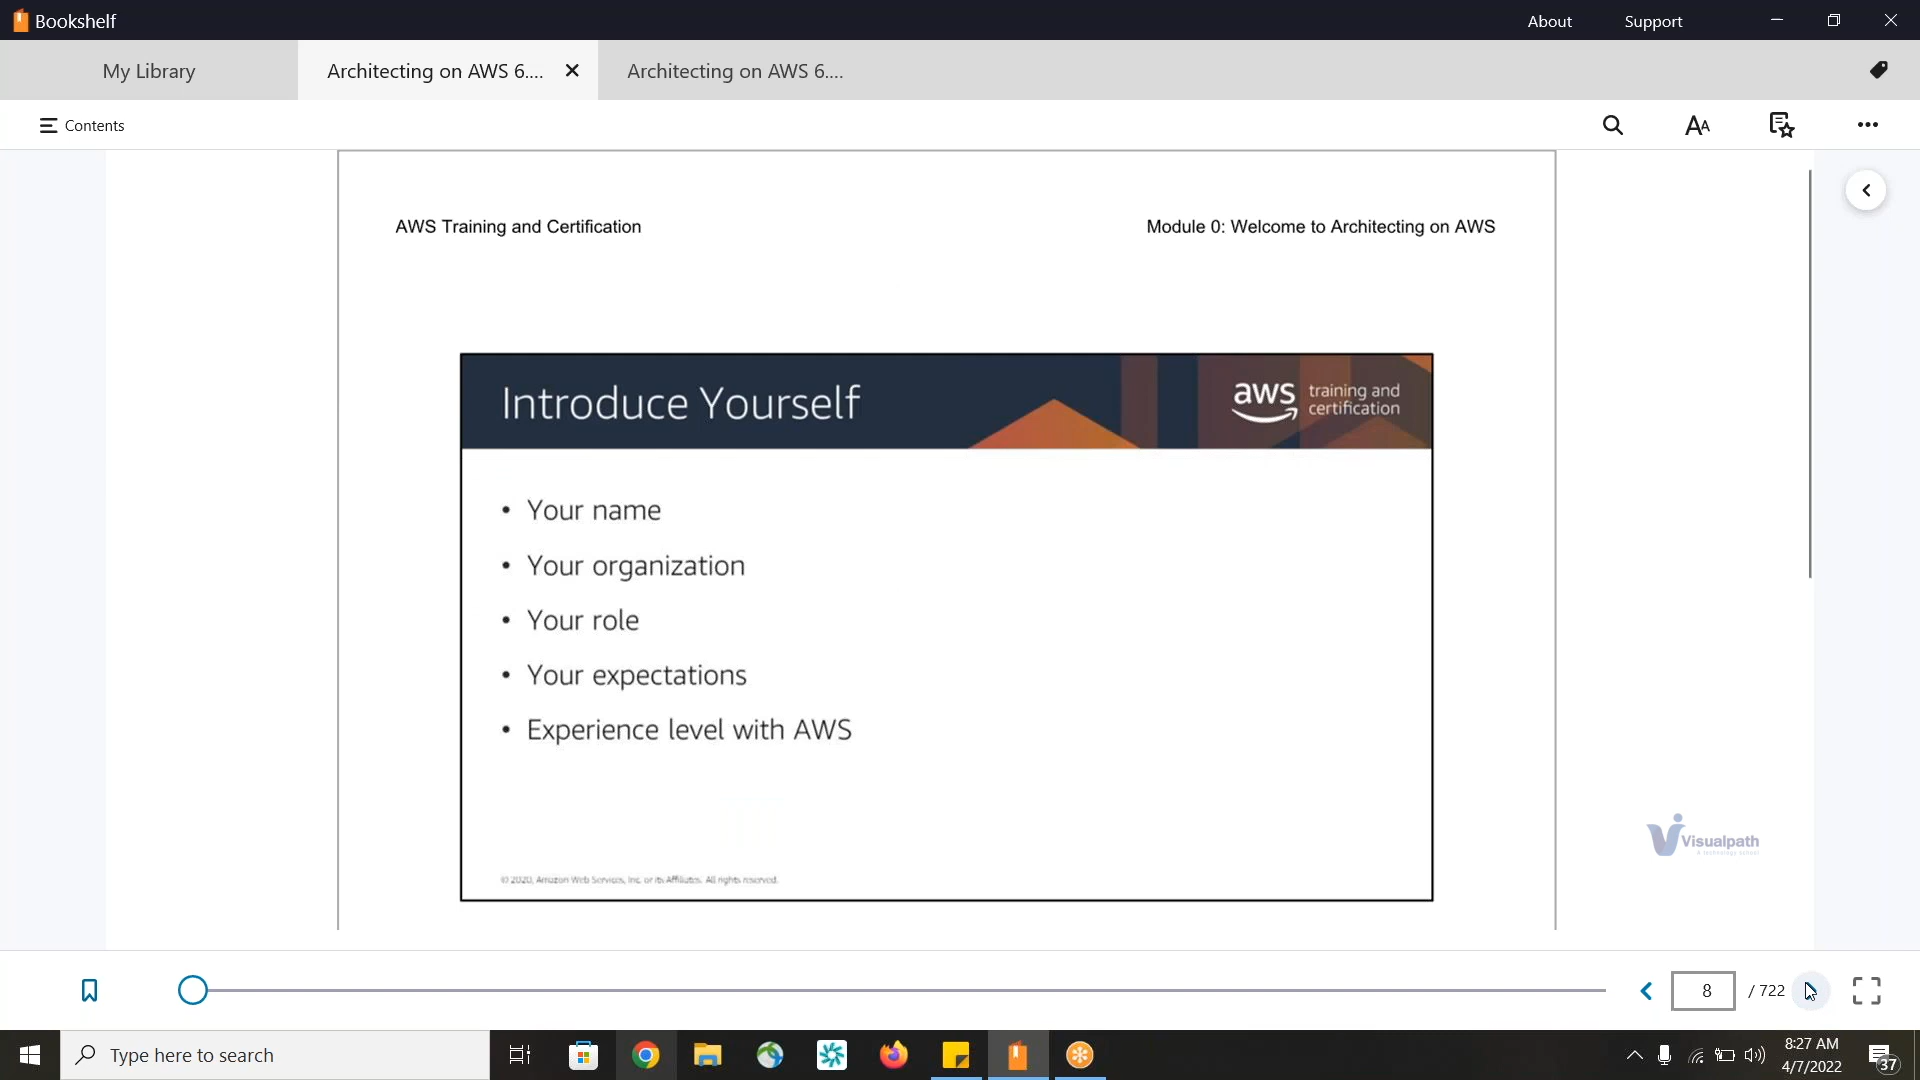 Bookshelf
About
Support
My Library
Architecting on AWS 6....
Architecting on AWS 6....
Contents
AWS Training and Certification
Module 0: Welcome to Architecting on AWS
Introduce Yourself
aws training and
certification
• Your name
• Your organization
• Your role
• Your expectations
• Experience level with AWS
© 2020, Amazon Web Services, Inc. or its Affiliates. All rights reserved.
Visualpath
A technology school
8 / 722
Type here to search
8:27 AM
4/7/2022
37